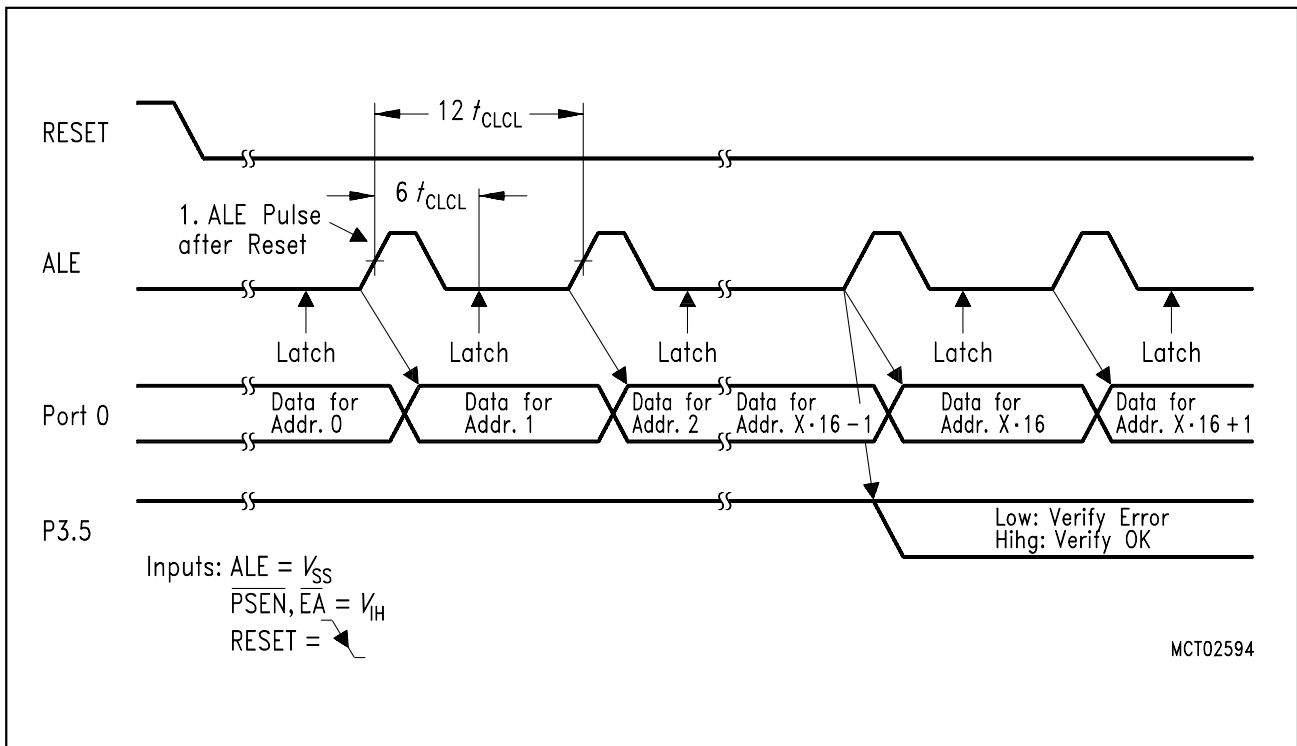 12 tCLCL
RESET
6 tCLCL
1. ALE Pulse
after Reset
ALE
Latch
Latch
Latch
Latch
Latch
Port 0
Data for
Addr. 0
Data for
Addr. 1
Data for
Addr. 2
Data for
Addr. X·16-1
Data for
Addr. X·16
Data for
Addr. X·16+1
P3.5
Low: Verify Error
Hihg: Verify OK
Inputs: ALE = VSS
PSEN, EA = VIH
RESET =
MCT02594